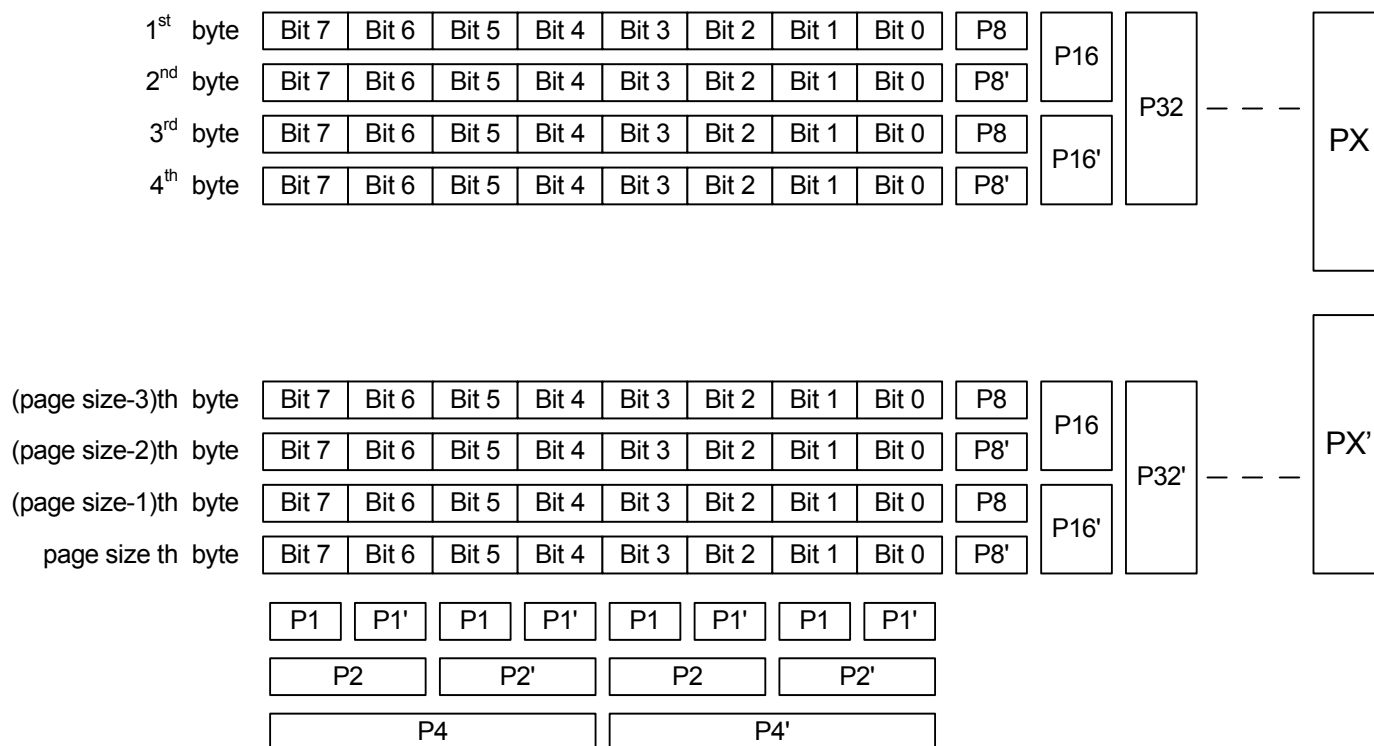 1st byte Bit 7 Bit 6 Bit 5 Bit 4 Bit 3 Bit 2 Bit 1 Bit 0 P8
P16
2nd byte Bit 7 Bit 6 Bit 5 Bit 4 Bit 3 Bit 2 Bit 1 Bit 0 P8'
P32
PX
3rd byte Bit 7 Bit 6 Bit 5 Bit 4 Bit 3 Bit 2 Bit 1 Bit 0 P8
P16'
4th byte Bit 7 Bit 6 Bit 5 Bit 4 Bit 3 Bit 2 Bit 1 Bit 0 P8'
(page size-3)th byte Bit 7 Bit 6 Bit 5 Bit 4 Bit 3 Bit 2 Bit 1 Bit 0 P8
P16
(page size-2)th byte Bit 7 Bit 6 Bit 5 Bit 4 Bit 3 Bit 2 Bit 1 Bit 0 P8'
PX’
P32'
(page size-1)th byte Bit 7 Bit 6 Bit 5 Bit 4 Bit 3 Bit 2 Bit 1 Bit 0 P8
P16'
page size th byte Bit 7 Bit 6 Bit 5 Bit 4 Bit 3 Bit 2 Bit 1 Bit 0 P8'
P1 P1' P1 P1' P1 P1' P1 P1'
P2 P2' P2 P2'
P4 P4'